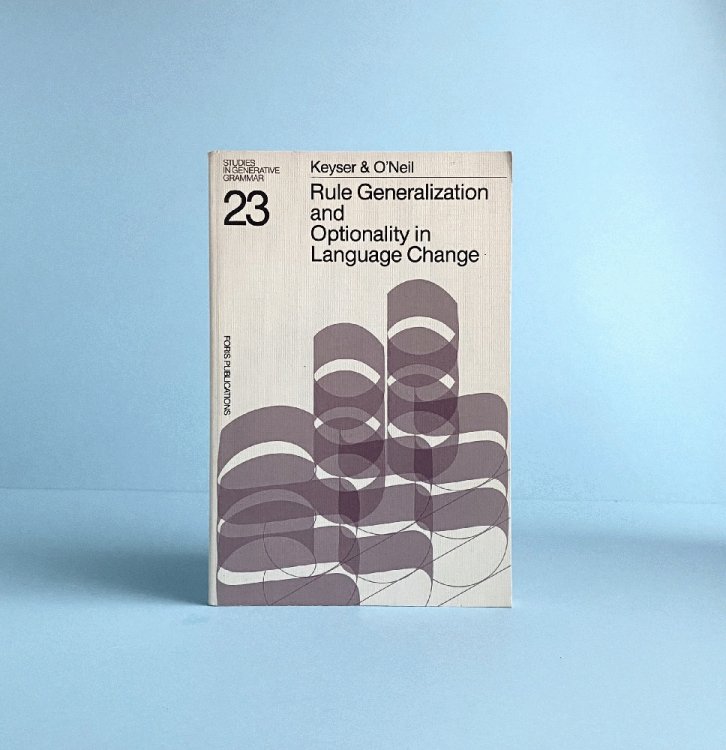 STUDIES
IN GENERATIVE
GRAMMAR
23
Keyser & O'Neil
Rule Generalization
and
Optionality in
Language Change
FORIS PUBLICATIONS